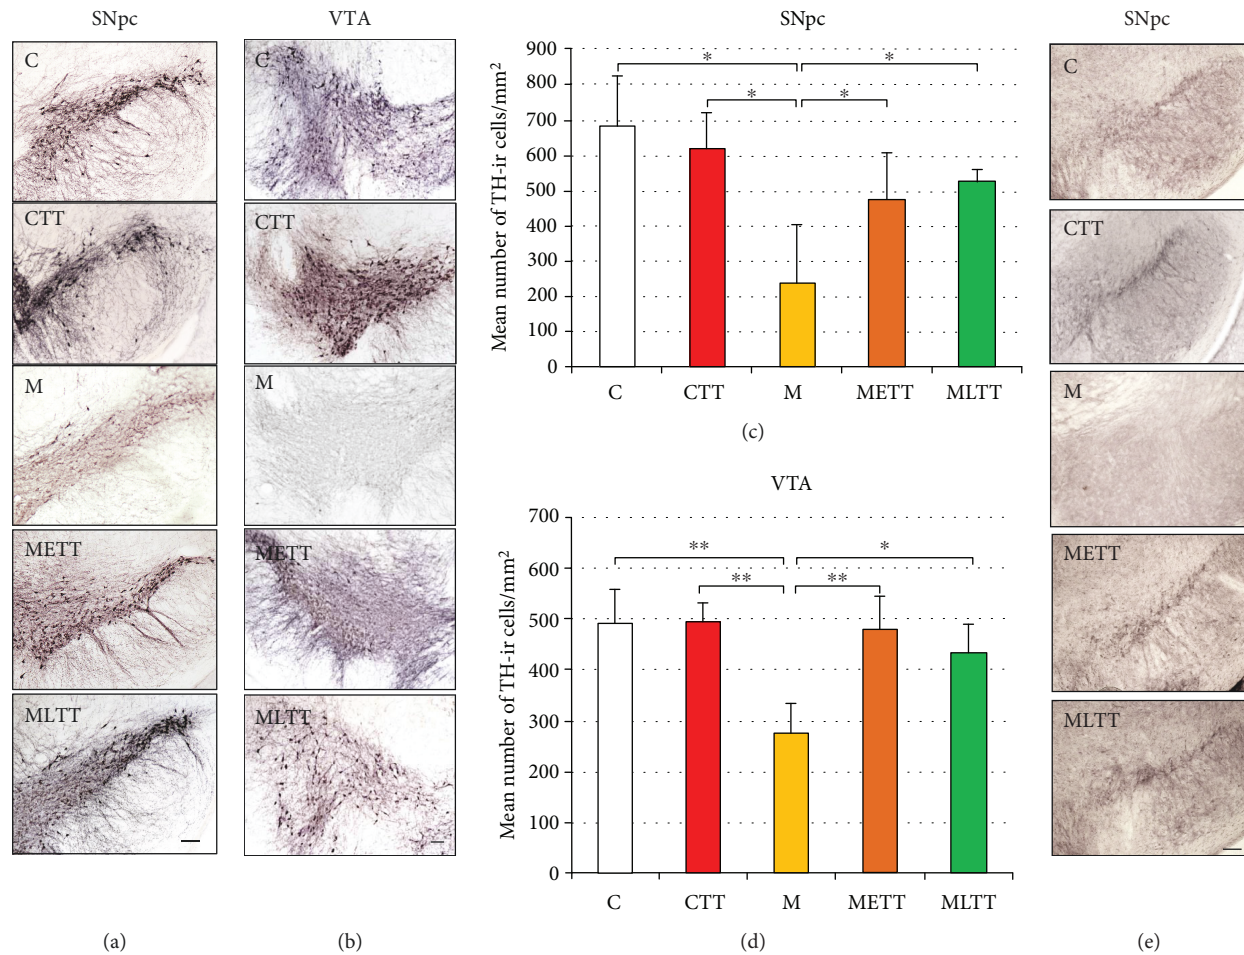 SNpc
C
CTT
M
METT
MLTT
(a)
VTA
C
CTT
M
METT
MLTT
(b)
SNpc
Mean number of TH-ir cells/mm²
900
800
700
600
500
400
300
200
100
0
*
*
*
*
C CTT M METT MLTT
(c)
VTA
Mean number of TH-ir cells/mm²
700
600
500
400
300
200
100
0
**
*
**
**
C CTT M METT MLTT
(d)
SNpc
C
CTT
M
METT
MLTT
(e)